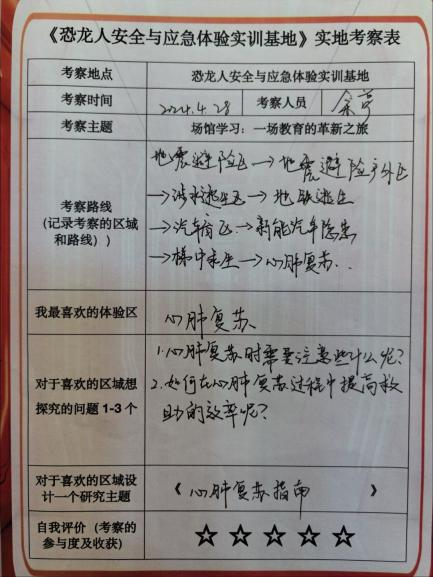 《恐龙人安全与应急体验实训基地》实地考察表
考察地点 恐龙人安全与应急体验实训基地
考察时间 2024.4.28 考察人员
考察主题 场馆学习：一场教育的革新之旅
考察路线
(记录考察的区域
和路线））
地震避险区→地震避险户外区
→涉水逃生区→地铁逃生
→汽车商区→新能汽车隐患
→梯中求生→心肺复苏..
我最喜欢的体验区 心肺复苏
对于喜欢的区域想
探究的问题 1-3 个
1.心肺复苏时需要注意些什么呢?
2.如何在心肺复苏过程中提高救
助的效率呢?
对于喜欢的区域设
计一个研究主题
《 心肺复苏指南 》
自我评价（考察的
参与度及收获）
☆ ☆ ☆ ☆ ☆